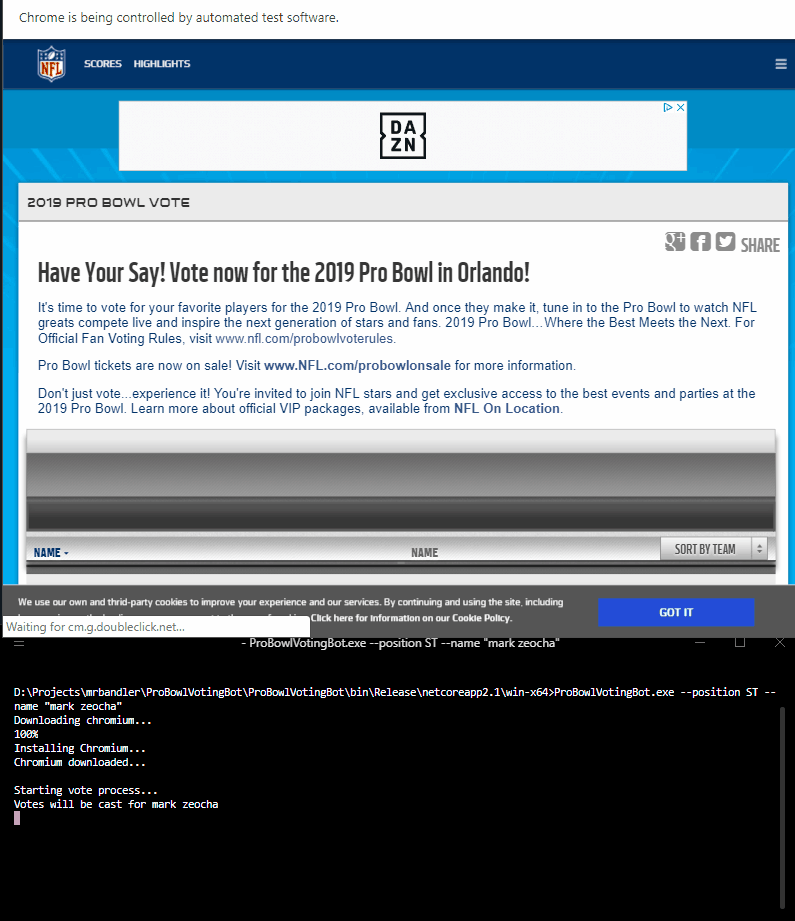 Chrome is being controlled by automated test software.
NFL SCORES HIGHLIGHTS
DA
ZN
2019 PRO BOWL VOTE
SHARE
Have Your Say! Vote now for the 2019 Pro Bowl in Orlando!
It's time to vote for your favorite players for the 2019 Pro Bowl. And once they make it, tune in to the Pro Bowl to watch NFL
greats compete live and inspire the next generation of stars and fans. 2019 Pro Bowl...Where the Best Meets the Next. For
Official Fan Voting Rules, visit www.nfl.com/probowlvoterules.
Pro Bowl tickets are now on sale! Visit www.NFL.com/probowlonsale for more information.
Don't just vote...experience it! You're invited to join NFL stars and get exclusive access to the best events and parties at the
2019 Pro Bowl. Learn more about official VIP packages, available from NFL On Location.
NAME NAME SORT BY TEAM
We use our own and thrid-party cookies to improve your experience and our services. By continuing and using the site, including
Click here for information on our Cookie Policy.
GOT IT
Waiting for cm.g.doubleclick.net...
- ProBowlVotingBot.exe --position ST --name "mark zeocha"
D:\Projects\mrbandler\ProBowlVotingBot\ProBowlVotingBot\bin\Release\netcoreapp2.1\win-x64>ProBowlVotingBot.exe --position ST --
name "mark zeocha"
Downloading chromium...
100%
Installing Chromium...
Chromium downloaded...
Starting vote process...
Votes will be cast for mark zeocha